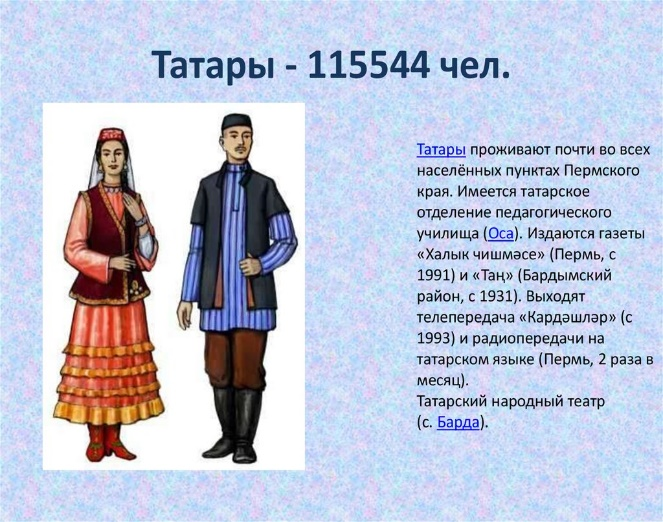 Татары - 115544 чел.
Татары проживают почти во всех
населённых пунктах Пермского
края. Имеется татарское
отделение педагогического
училища (Оса). Издаются газеты
«Халык чишмәсе» (Пермь, с
1991) и «Таң» (Бардымский
район, с 1931). Выходят
телепередача «Кардәшләр» (с
1993) и радиопередачи на
татарском языке (Пермь, 2 раза в
месяц).
Татарский народный театр
(с. Барда).